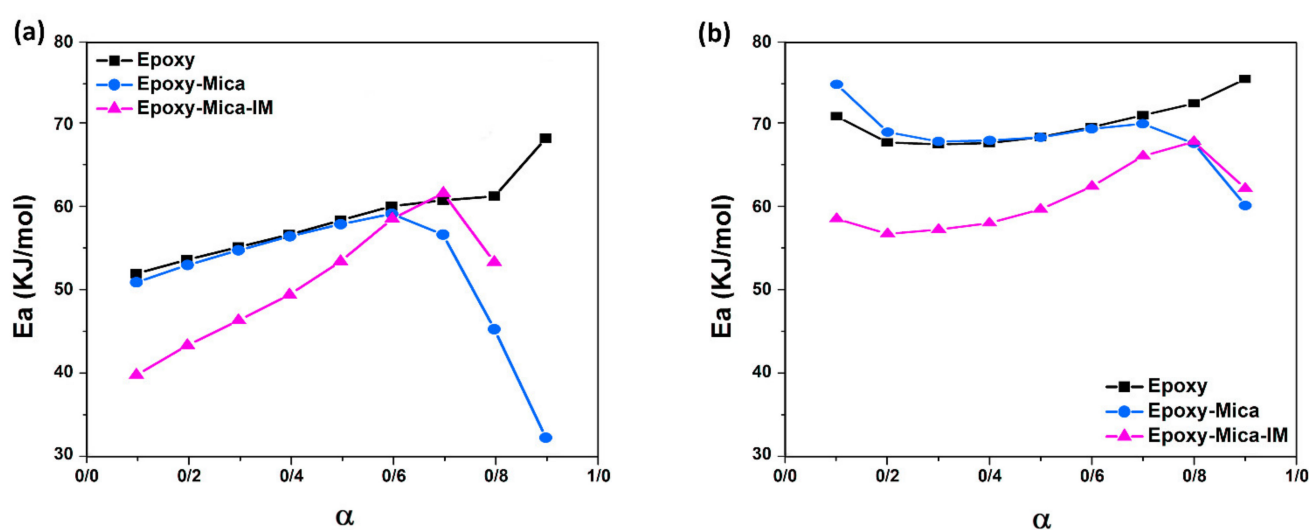 (a)
80
70
60
50
40
30
Ea (KJ/mol)
Epoxy
Epoxy-Mica
Epoxy-Mica-IM
0/0 0/2 0/4 0/6 0/8 1/0
α
(b)
80
70
60
50
40
30
Ea (KJ/mol)
Epoxy
Epoxy-Mica
Epoxy-Mica-IM
0/0 0/2 0/4 0/6 0/8 1/0
α